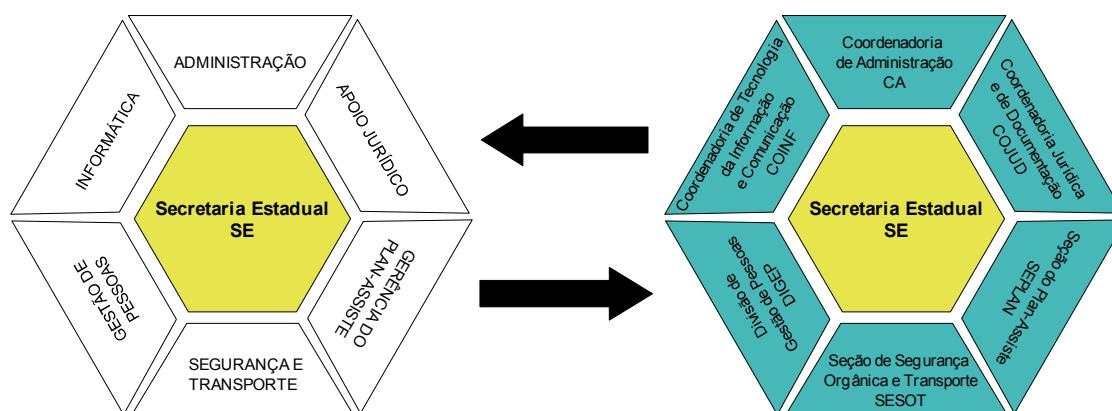 ADMINISTRAÇÃO
APOIO JURÍDICO
GERÊNCIA DO
PLAN-ASSISTE
SEGURANÇA E
TRANSPORTE
GESTÃO DE
PESSOAS
INFORMÁTICA
Secretaria Estadual
SE
Coordenadoria
de Administração
CA
Coordenadoria Jurídica
e de Documentação
COJUD
Seção do Plan-Assiste
SEPLAN
Seção de Segurança
Orgânica e Transporte
SESOT
Divisão de
Gestão de Pessoas
DIGEP
Coordenadoria de Tecnologia
da Informação
e Comunicação
COINF
Secretaria Estadual
SE